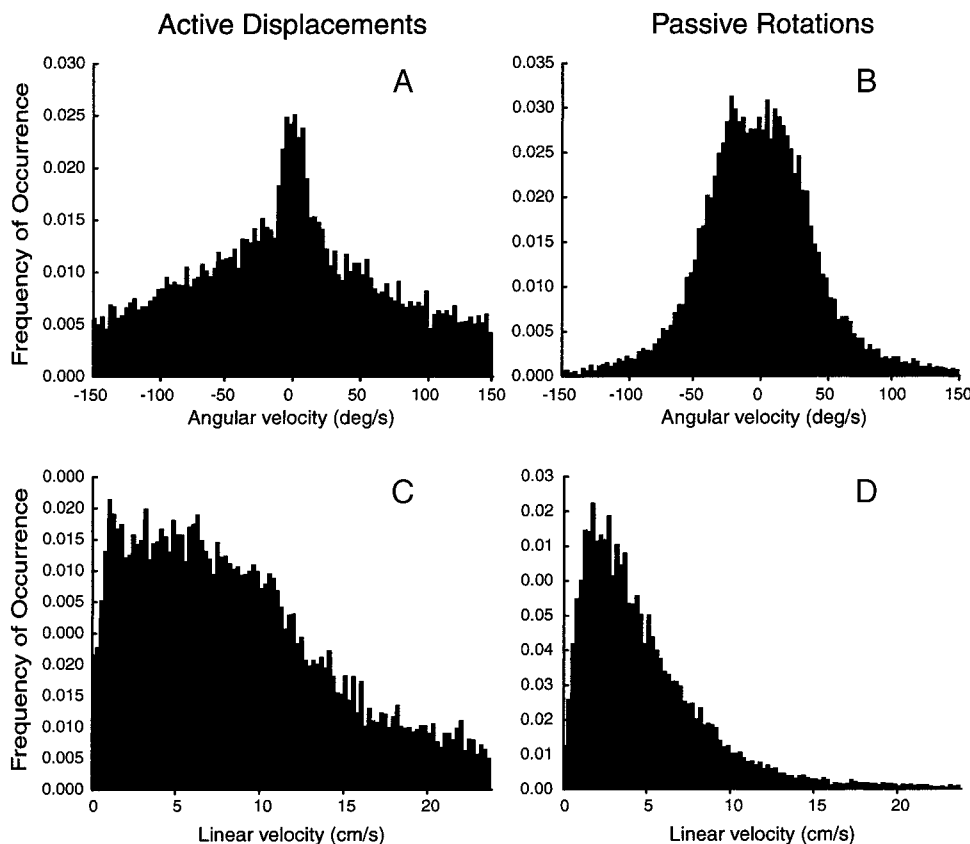 Active Displacements
Passive Rotations
Frequency of Occurrence
0.030
0.025
0.020
0.015
0.010
0.005
0.000
A
-150 -100 -50 0 50 100 150
Angular velocity (deg/s)
0.035
0.030
0.025
0.020
0.015
0.010
0.005
0.000
B
-150 -100 -50 0 50 100 150
Angular velocity (deg/s)
Frequency of Occurrence
0.000
0.020
0.015
0.010
0.005
0.000
0.020
0.015
0.010
0.005
C
0 5 10 15 20
Linear velocity (cm/s)
0.03
0.02
0.01
0.00
0.05
0.04
0.03
0.02
0.01
0.00
D
0 5 10 15 20
Linear velocity (cm/s)